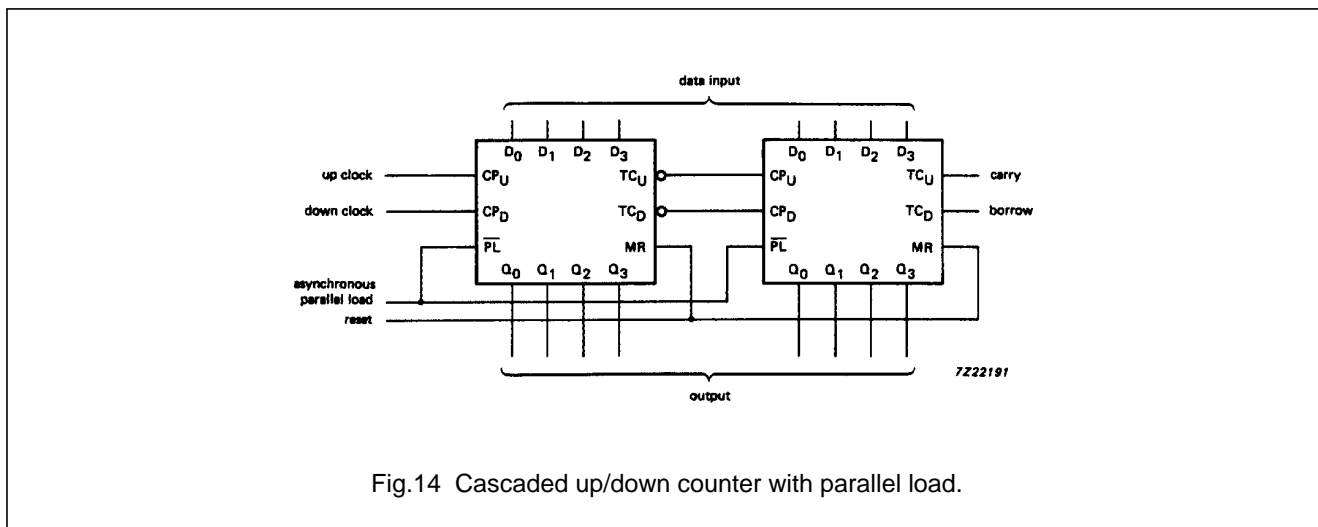 data input
D0 D1 D2 D3 D0 D1 D2 D3
up clock CPU TCU CPU TCU carry
down clock CPD TCD CPD TCD borrow
PL MR PL MR
Q0 Q1 Q2 Q3 Q0 Q1 Q2 Q3
asynchronous
parallel load
reset
7Z22191
output
Fig.14 Cascaded up/down counter with parallel load.